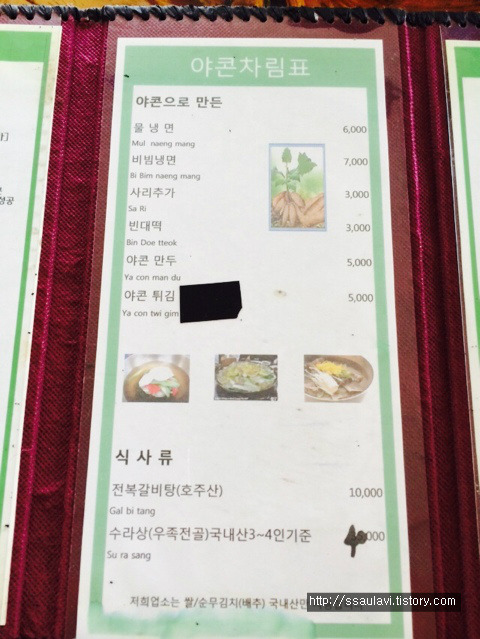 야콘차림표
야콘으로 만든
물 냉 면 6,000
Mul naeng mang
비빔냉면 7,000
Bi Bim naeng mang
사리추가 3,000
Sa Ri
빈대떡 3,000
Bin Doe tteok
야콘 만두 5,000
Ya con man du
야콘 튀김 5,000
Ya con twi gim
식 사 류
전복갈비탕(호주산) 10,000
Gal bi tang
수라상(우족전골)국내산3~4인기준
Su ra sang
저희업소는 쌀/순무김치(배추) 국내산만
http://ssaulavi.tistory.com